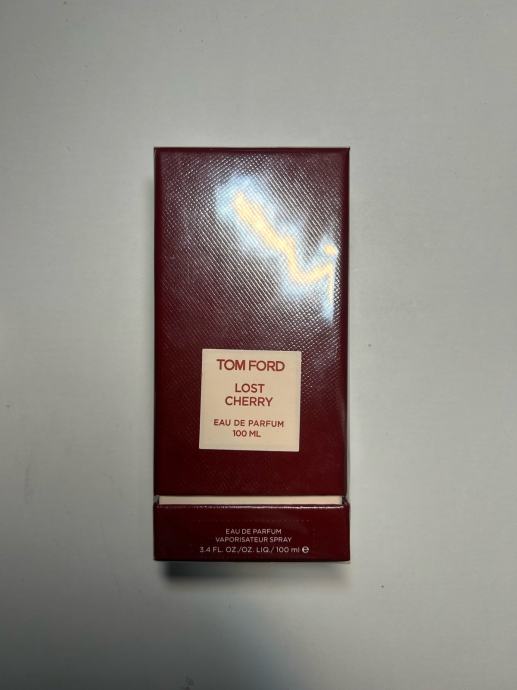 TOM FORD
LOST
CHERRY
EAU DE PARFUM
100 ML
EAU DE PARFUM
VAPORISATEUR SPRAY
3.4 FL. OZ./OZ. LIQ./ 100 ml ℮